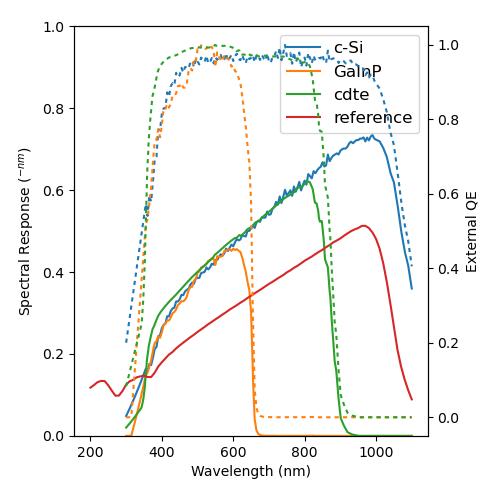 c-Si
GaInP
cdte
reference
1.0
0.8
0.6
0.4
0.2
0.0
Spectral Response (⁻ⁿᵐ)
1.0
0.8
0.6
0.4
0.2
0.0
External QE
200 400 600 800 1000
Wavelength (nm)